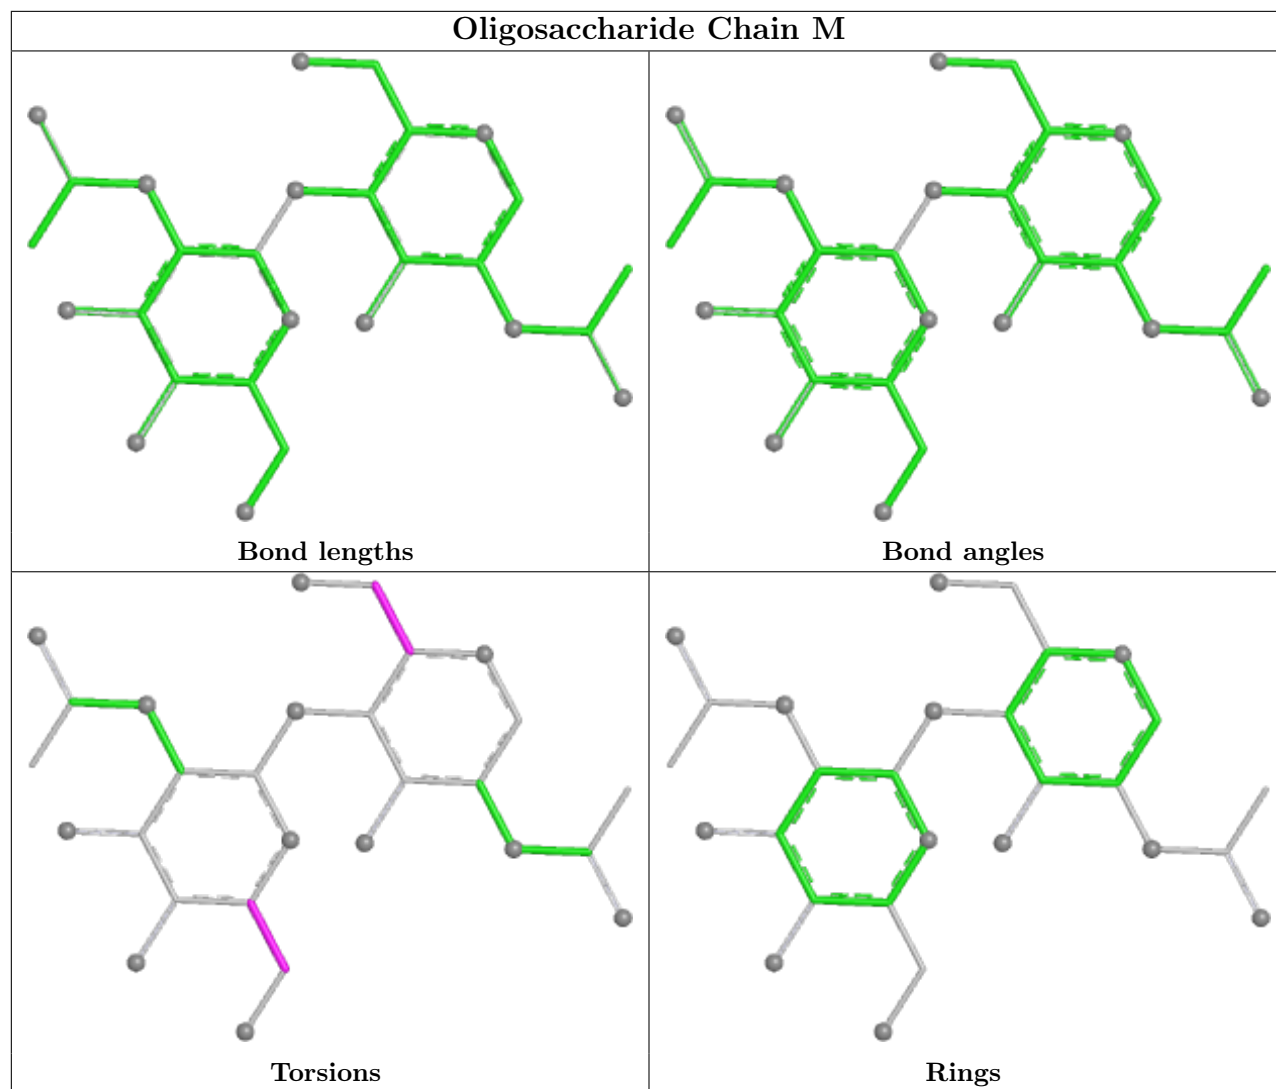 Oligosaccharide Chain M
Bond lengths
Bond angles
Torsions
Rings